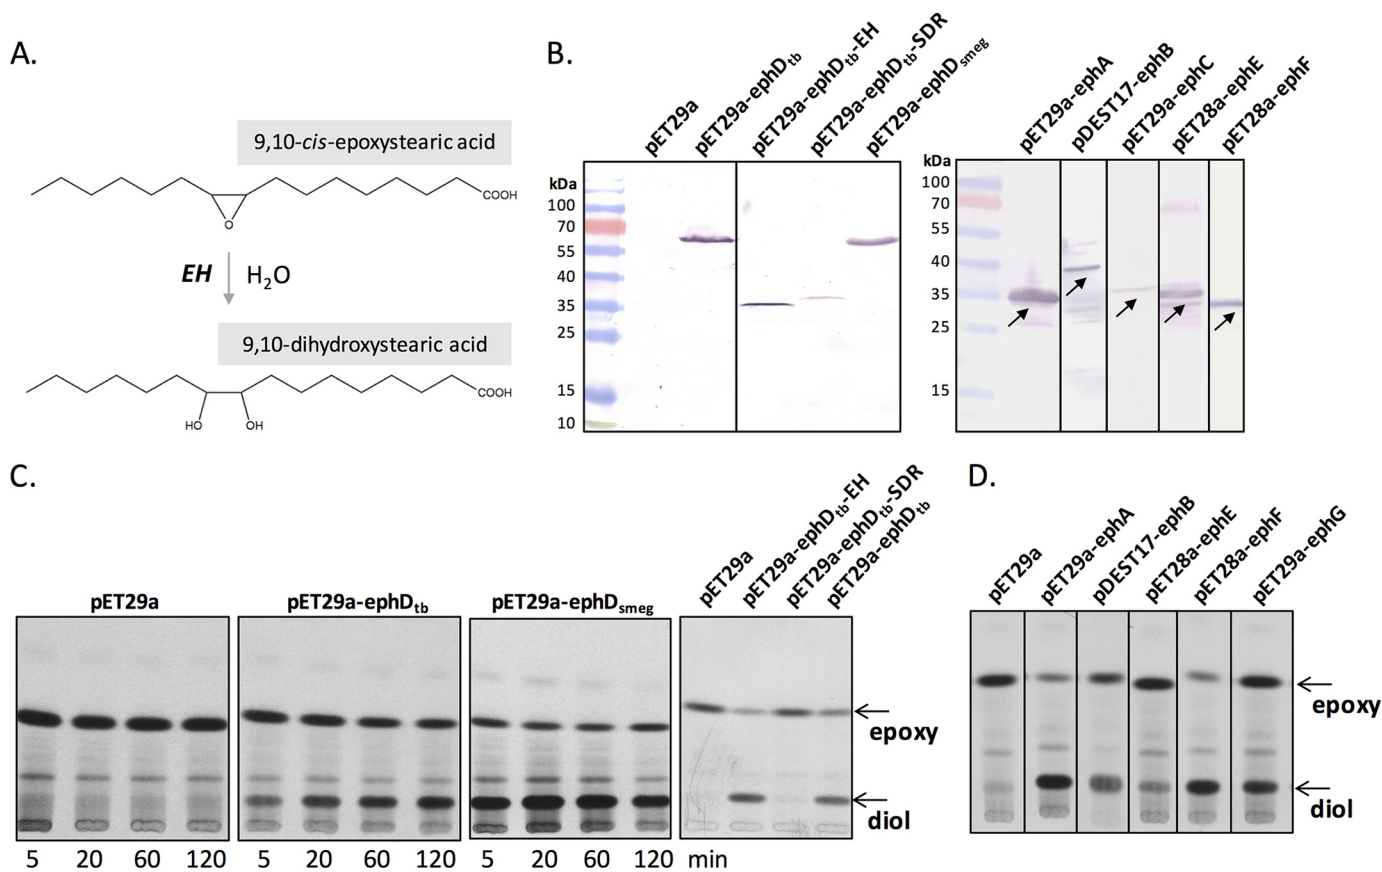 A.
9,10-cis-epoxystearic acid
COOH
O
EH
H2O
9,10-dihydroxystearic acid
COOH
HO
OH
B.
pET29a
pET29a-ephDtb
pET29a-ephDtb-EH
pET29a-ephDtb-SDR
pET29a-ephDsmeg
kDa
100
70
55
40
35
25
15
10
pET29a-ephA
pDEST17-ephB
pET29a-ephC
pET28a-ephE
pET28a-ephF
kDa
100
70
55
40
35
25
15
C.
pET29a
pET29a-ephDtb
pET29a-ephDsmeg
pET29a
pET29a-ephDtb-EH
pET29a-ephDtb-SDR
pET29a-ephDtb
epoxy
diol
5 20 60 120
5 20 60 120
5 20 60 120 min
D.
pET29a
pET29a-ephA
pDEST17-ephB
pET28a-ephE
pET28a-ephF
pET29a-ephG
epoxy
diol